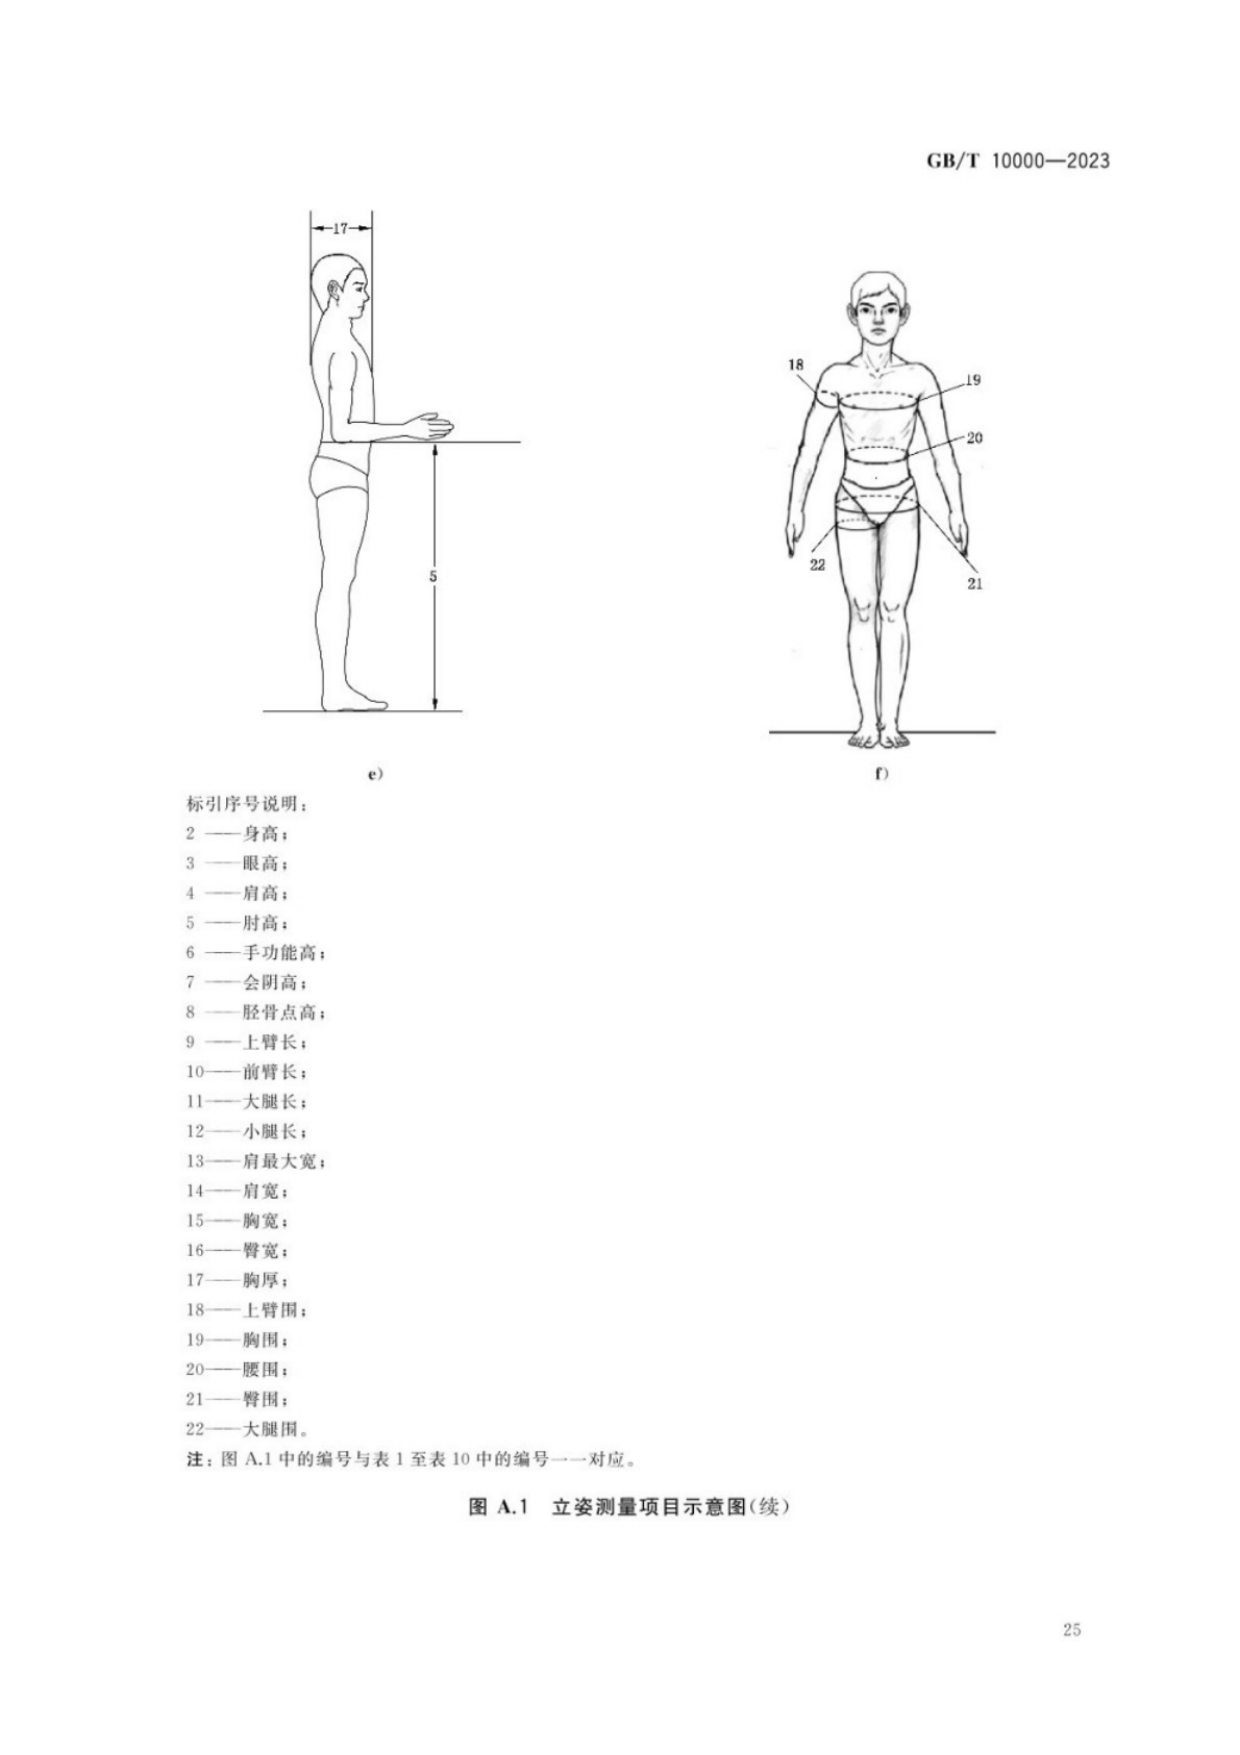 GB/T 10000—2023
17
5
18
19
20
22
21
e)
f)
标引序号说明：
2 ——身高；
3 ——眼高；
4 ——肩高；
5 ——肘高；
6 ——手功能高；
7 ——会阴高；
8 ——胫骨点高；
9 ——上臂长；
10——前臂长；
11——大腿长；
12——小腿长；
13——肩最大宽；
14——肩宽；
15——胸宽；
16——臀宽；
17——胸厚；
18——上臂围；
19——胸围；
20——腰围；
21——臀围；
22——大腿围。
注：图 A.1 中的编号与表 1 至表 10 中的编号一一对应。
图 A.1 立姿测量项目示意图(续)
25